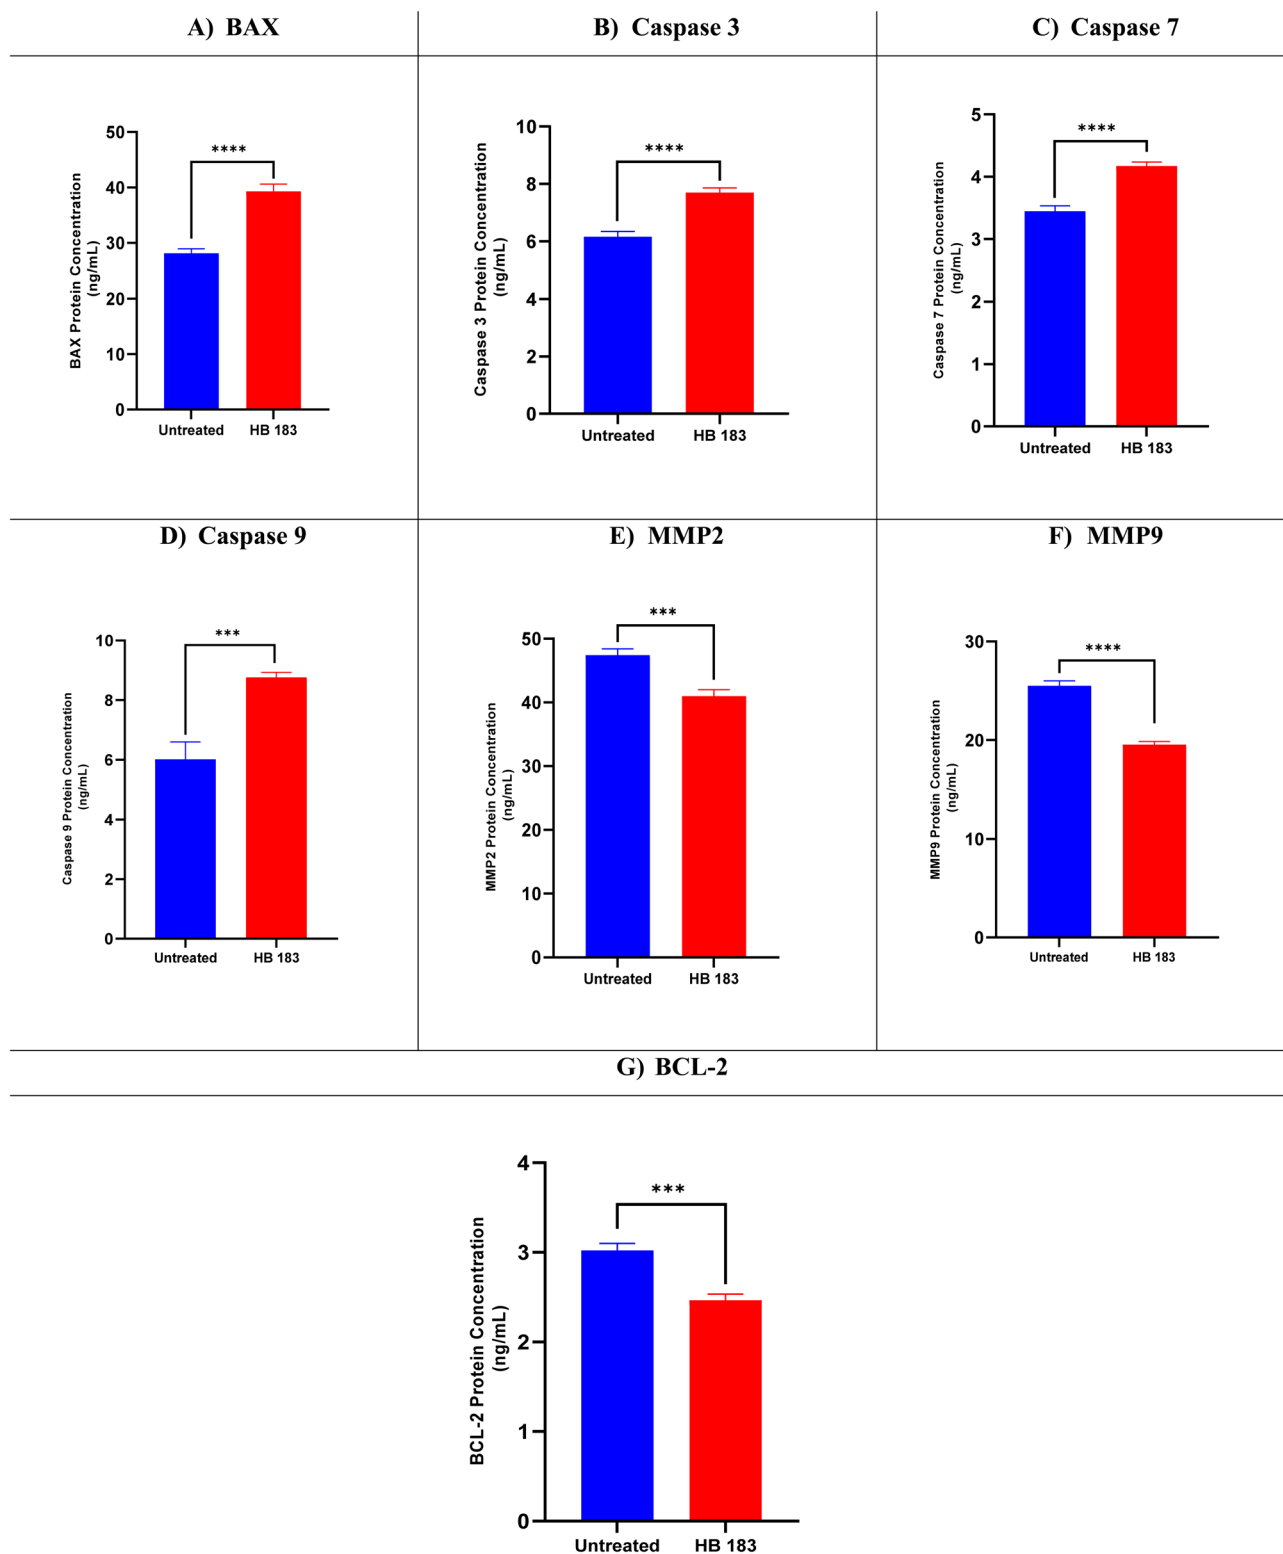 A) BAX
B) Caspase 3
C) Caspase 7
BAX Protein Concentration
(ng/mL)
50
40
30
20
10
0
****
Untreated
HB 183
Caspase 3 Protein Concentration
(ng/mL)
10
8
6
4
2
0
****
Untreated
HB 183
Caspase 7 Protein Concentration
(ng/mL)
5
4
3
2
1
0
****
Untreated
HB 183
D) Caspase 9
E) MMP2
F) MMP9
Caspase 9 Protein Concentration
(ng/mL)
10
8
6
4
2
0
***
Untreated
HB 183
MMP2 Protein Concentration
(ng/mL)
50
40
30
20
10
0
***
Untreated
HB 183
MMP9 Protein Concentration
(ng/mL)
30
20
10
0
****
Untreated
HB 183
G) BCL-2
BCL-2 Protein Concentration
(ng/mL)
4
3
2
1
0
***
Untreated
HB 183